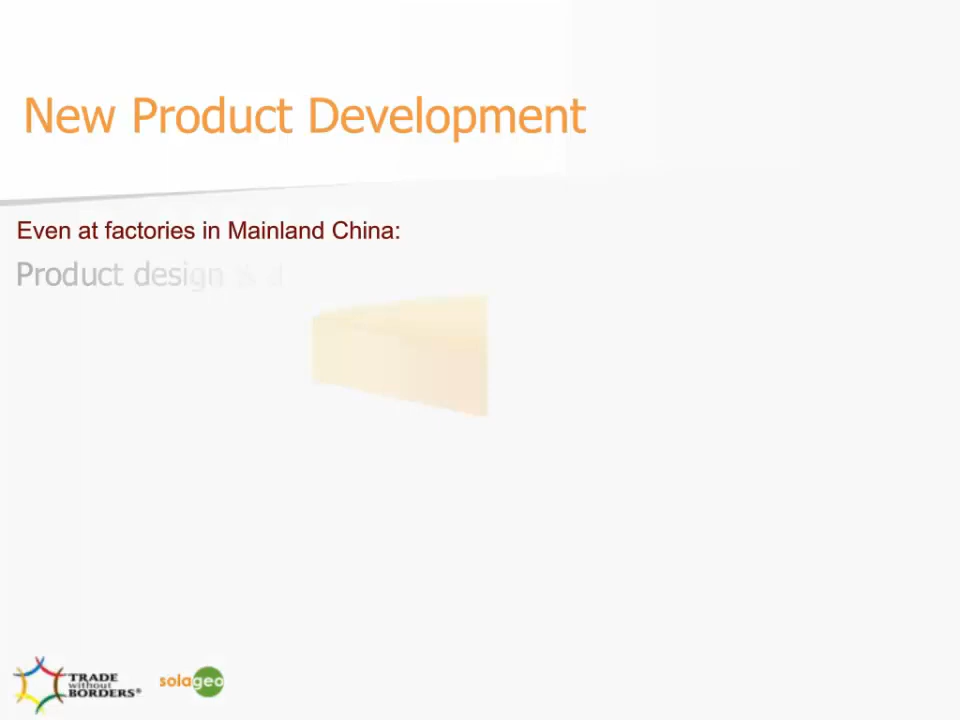 New Product Development
Even at factories in Mainland China:
Product design
TRADE
without
BORDERS®
solageo